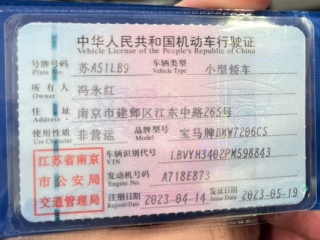 中华人民共和国机动车行驶证
Vehicle License of the People's Republic of China
号牌号码 苏A51LB9 车辆类型 小型轿车
Plate No. Vehicle Type
所有人 冯永红
Owner
住址 南京市建邺区江东中路265号
Address
使用性质 非营运 品牌型号 宝马牌BMW7206CS
Use Character Model
江苏省南京
市公安局
交通管理局
车辆识别代号 LBVYH3402PM598843
VIN
发动机号码 A718E873
Engine No.
注册日期 2023-04-14 发证日期 2023-05-19
Register Date Issue Date